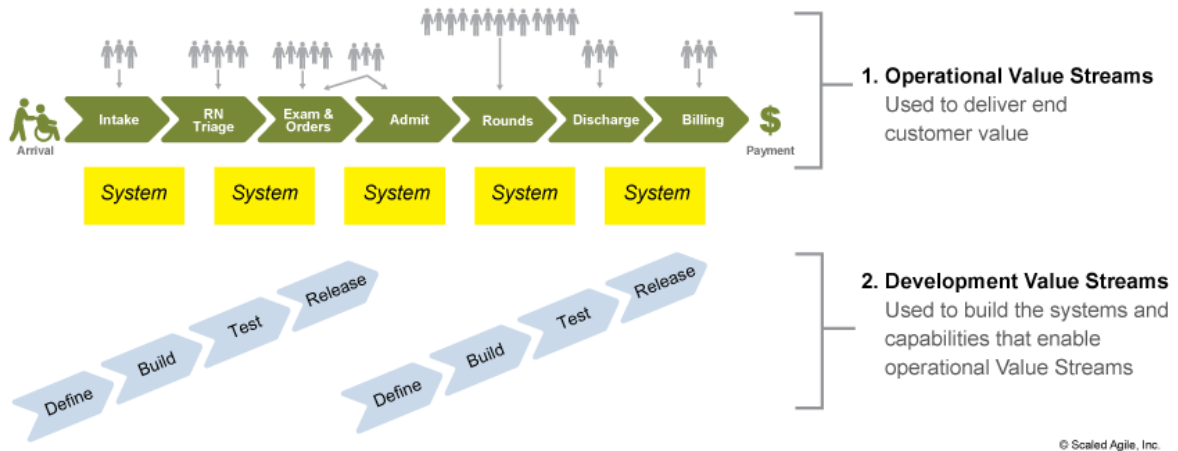 1. Operational Value Streams
Used to deliver end
customer value
Arrival
Intake
RN
Triage
Exam &
Orders
Admit
Rounds
Discharge
Billing
$
Payment
System
System
System
System
System
2. Development Value Streams
Used to build the systems and
capabilities that enable
operational Value Streams
Define
Build
Test
Release
Define
Build
Test
Release
© Scaled Agile, Inc.